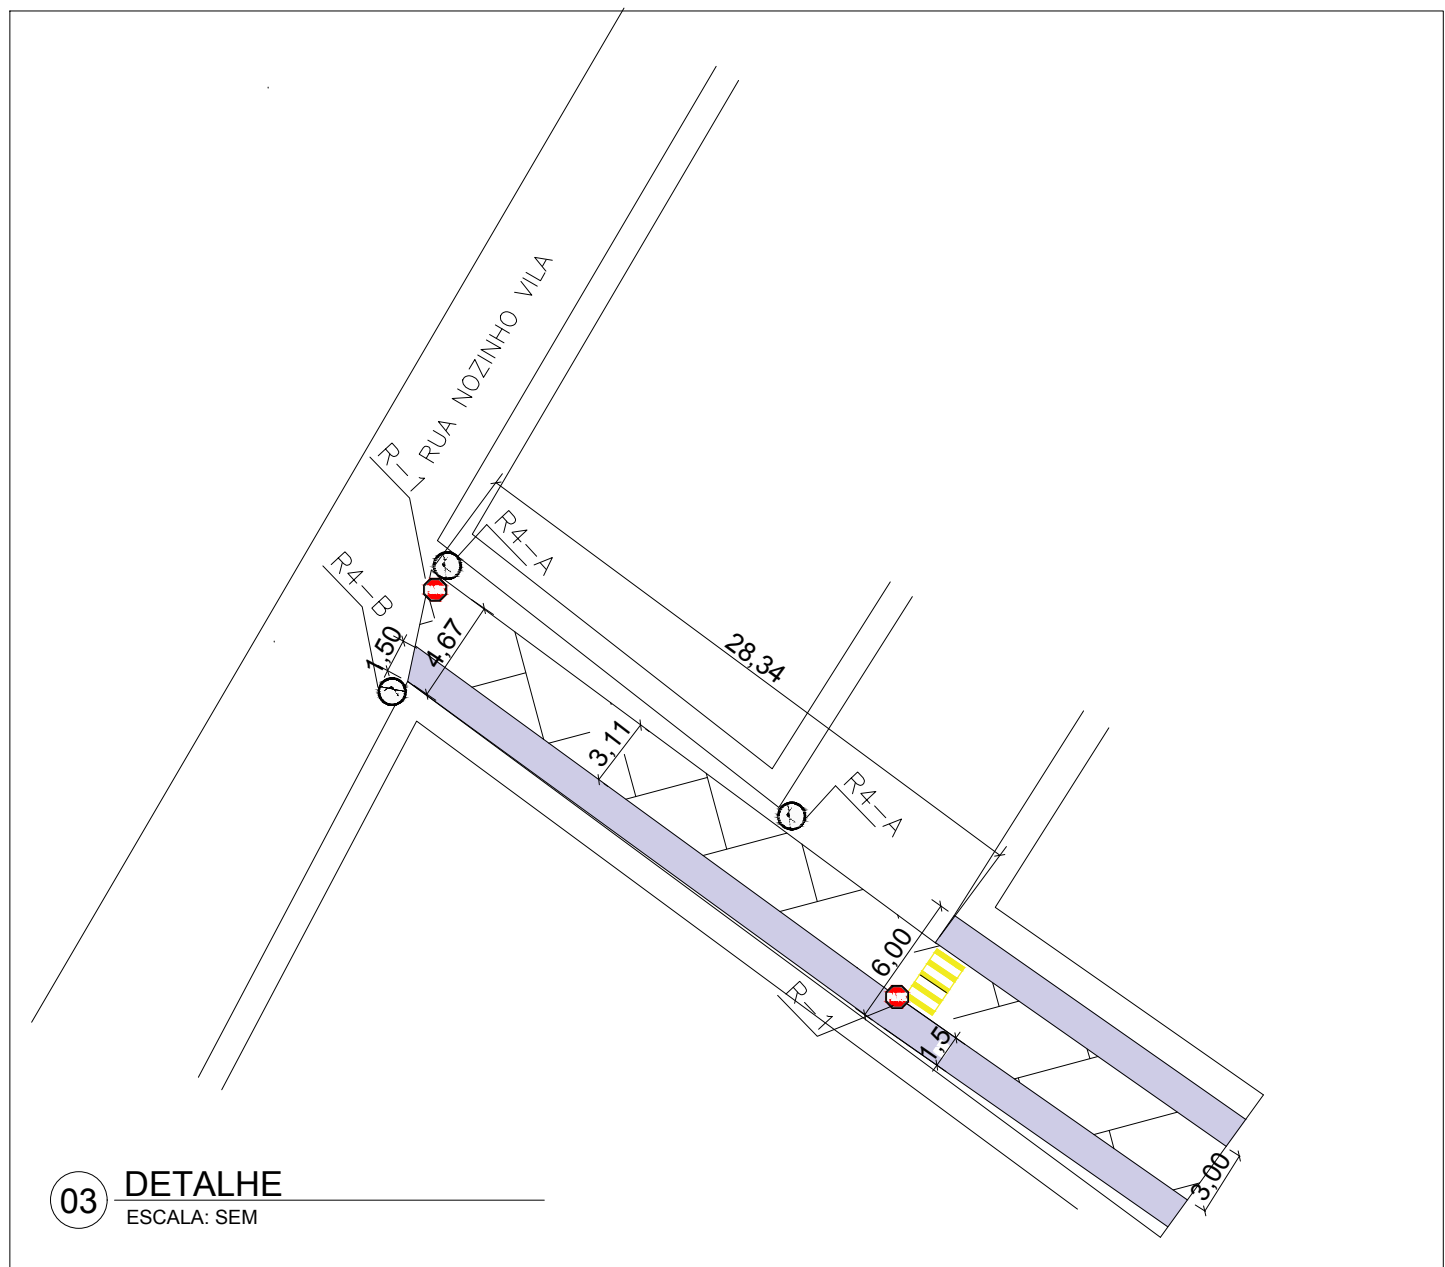 RUA NOZINHO VILA
R-1
R4-A
R4-B
1,50
4,67
28,34
3,11
R4-A
6,00
R-1
1,5
3,00
03
DETALHE
ESCALA: SEM